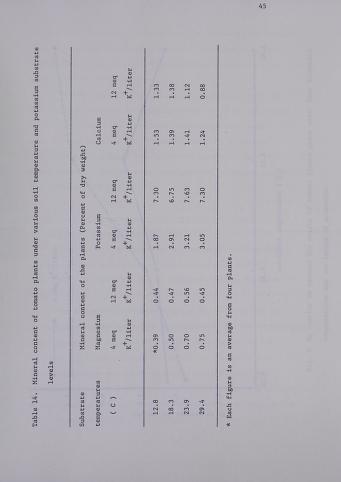 45
Table 14. Mineral content of tomato plants under various soil temperature and potassium substrate
levels
Substrate Mineral content of the plants (Percent of dry weight)
temperatures Magnesium Potassium Calcium
( C ) 4 meq 12 meq 4 meq 12 meq 4 meq 12 meq
K+/liter K+/liter K+/liter K+/liter K+/liter K+/liter
12.8 *0.39 0.44 1.87 7.30 1.53 1.33
18.3 0.50 0.47 2.91 6.75 1.39 1.38
23.9 0.70 0.56 3.21 7.63 1.41 1.12
29.4 0.75 0.65 3.05 7.30 1.24 0.88
* Each figure is an average from four plants.